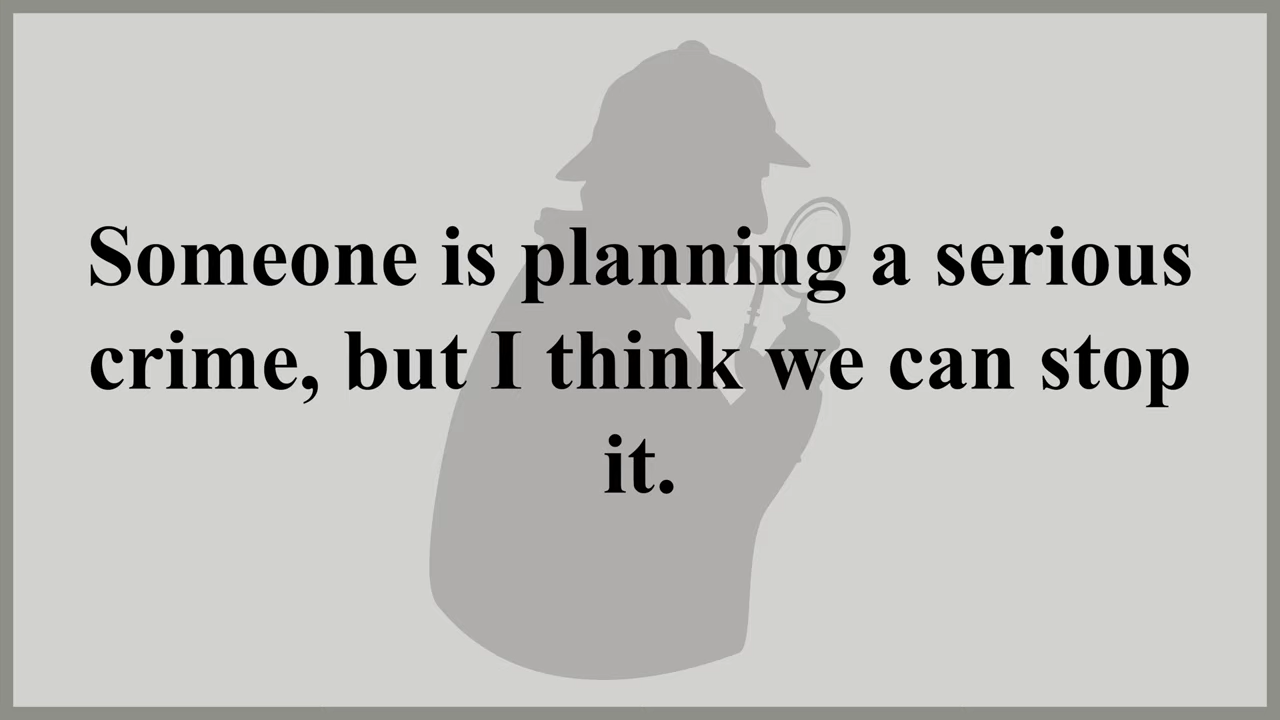 Someone is planning a serious
crime, but I think we can stop
it.